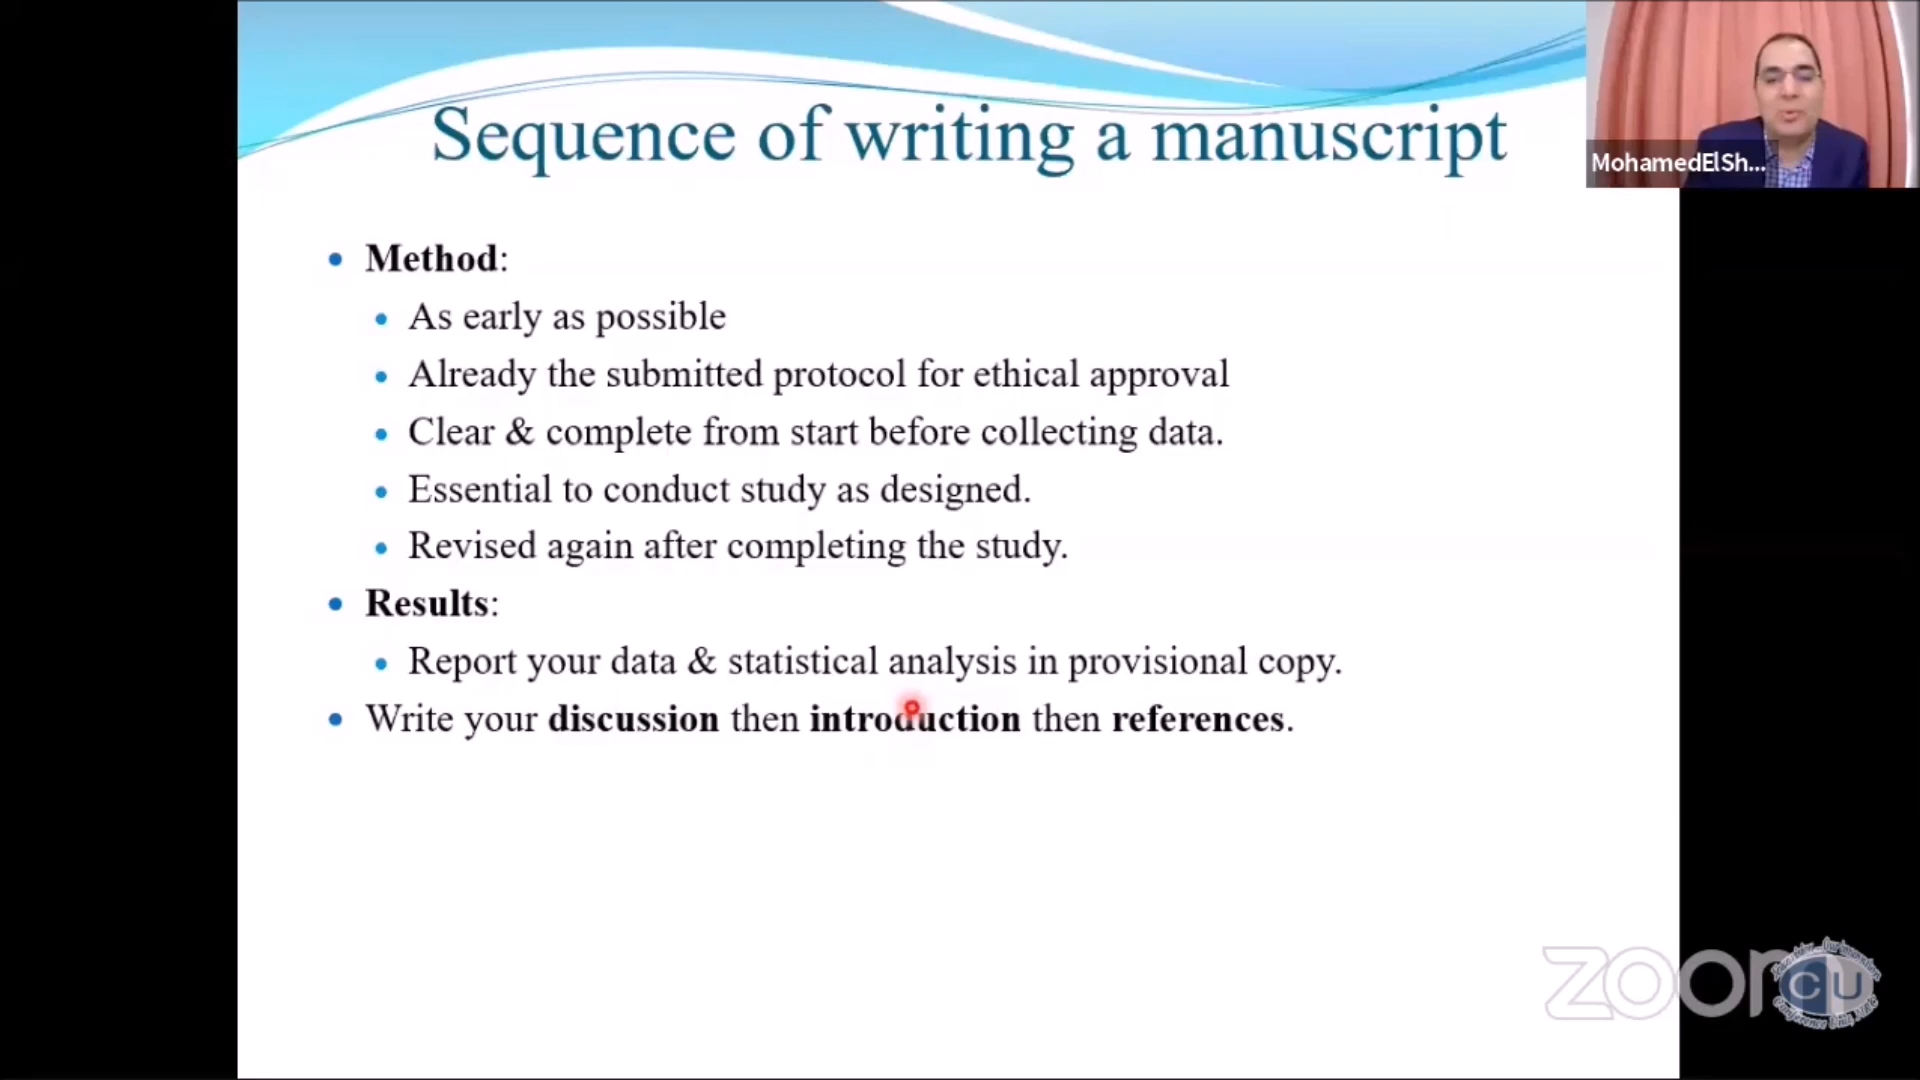 Sequence of writing a manuscript
MohamedElSh...
Method:
As early as possible
Already the submitted protocol for ethical approval
Clear & complete from start before collecting data.
Essential to conduct study as designed.
Revised again after completing the study.
Results:
Report your data & statistical analysis in provisional copy.
Write your discussion then introduction then references.
zoom
CU